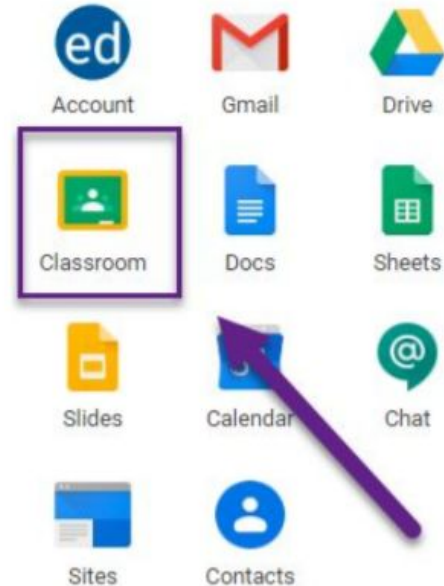 ed
Account Gmail Drive
Classroom Docs Sheets
@
Slides Calendar Chat
Sites Contacts